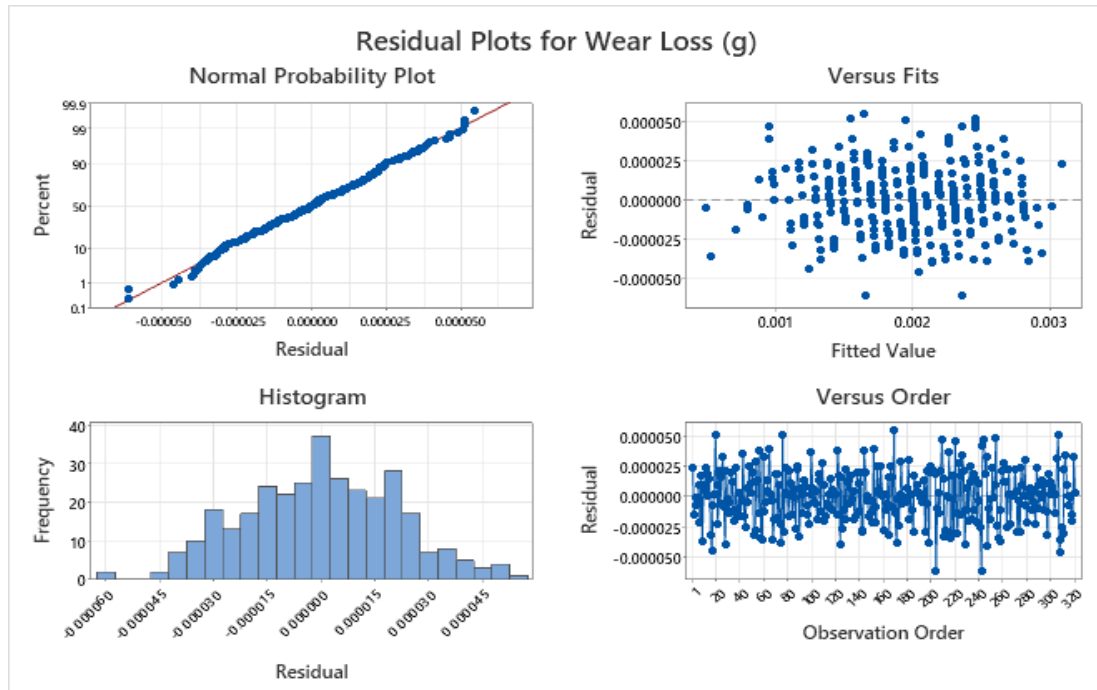 Residual Plots for Wear Loss (g)
Normal Probability Plot
99.9
99
90
50
10
1
0.1
Percent
-0.000050 -0.000025 0.000000 0.000025 0.000050
Residual
Versus Fits
0.000050
0.000025
0.000000
-0.000025
-0.000050
Residual
0.001 0.002 0.003
Fitted Value
Histogram
40
30
20
10
0
Frequency
-0.000060 -0.000045 -0.000030 -0.000015 0.000000 0.000015 0.000030 0.000045
Residual
Versus Order
0.000050
0.000025
0.000000
-0.000025
-0.000050
Residual
1 20 40 60 80 100 120 140 160 180 200 220 240 260 280 300 320
Observation Order